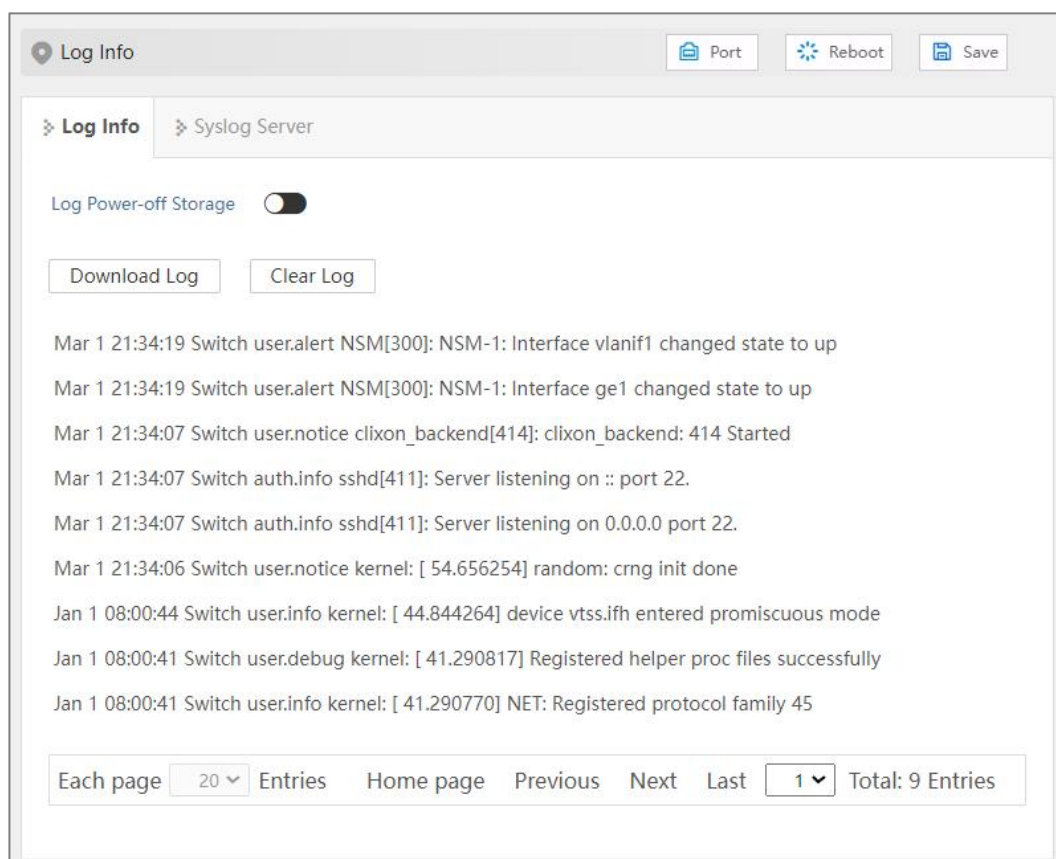 Log Info Port Reboot Save
Log Info Syslog Server
Log Power-off Storage
Download Log Clear Log
Mar 1 21:34:19 Switch user.alert NSM[300]: NSM-1: Interface vlanif1 changed state to up
Mar 1 21:34:19 Switch user.alert NSM[300]: NSM-1: Interface ge1 changed state to up
Mar 1 21:34:07 Switch user.notice clixon_backend[414]: clixon_backend: 414 Started
Mar 1 21:34:07 Switch auth.info sshd[411]: Server listening on :: port 22.
Mar 1 21:34:07 Switch auth.info sshd[411]: Server listening on 0.0.0.0 port 22.
Mar 1 21:34:06 Switch user.notice kernel: [ 54.656254] random: crng init done
Jan 1 08:00:44 Switch user.info kernel: [ 44.844264] device vtss.ifh entered promiscuous mode
Jan 1 08:00:41 Switch user.debug kernel: [ 41.290817] Registered helper proc files successfully
Jan 1 08:00:41 Switch user.info kernel: [ 41.290770] NET: Registered protocol family 45
Each page 20 Entries Home page Previous Next Last 1 Total: 9 Entries